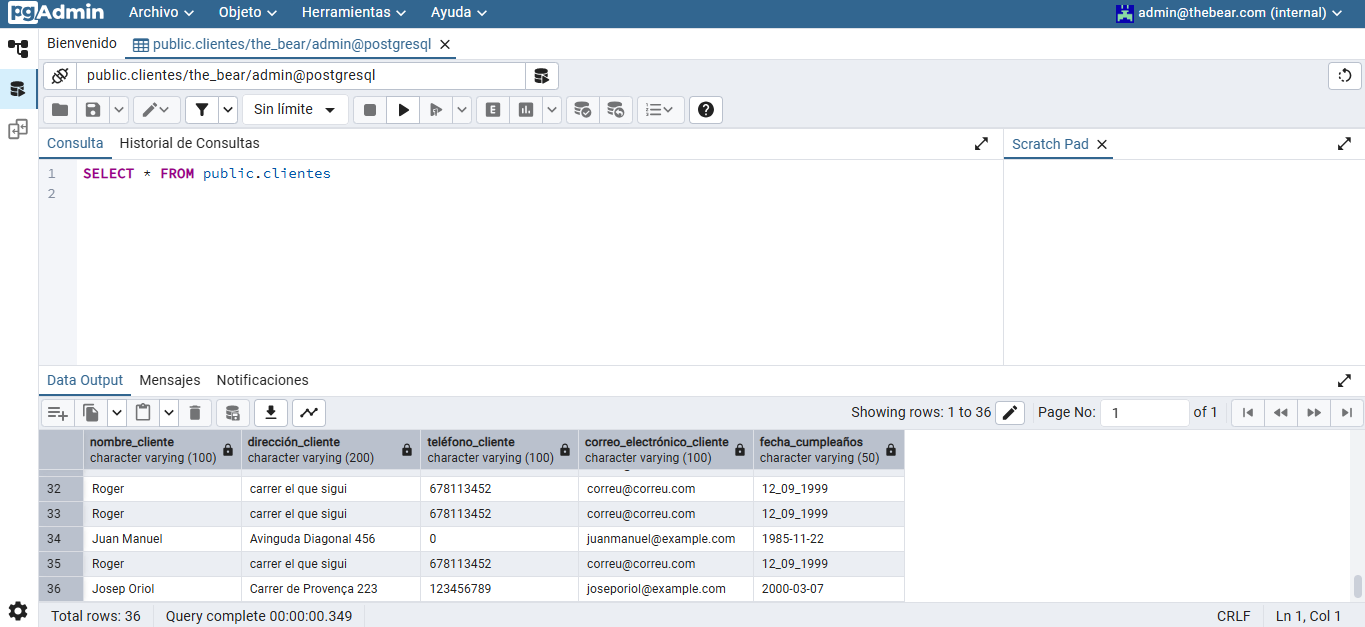 pgAdmin Archivo Objeto Herramientas Ayuda admin@thebear.com (internal)
Bienvenido public.clientes/the_bear/admin@postgresql
public.clientes/the_bear/admin@postgresql
Sin límite E
Consulta Historial de Consultas Scratch Pad
1 SELECT * FROM public.clientes
2
Data Output Mensajes Notificaciones
Showing rows: 1 to 36 Page No: 1 of 1
nombre_cliente dirección_cliente teléfono_cliente correo_electrónico_cliente fecha_cumpleaños
character varying (100) character varying (200) character varying (100) character varying (100) character varying (50)
32 Roger carrer el que sigui 678113452 correu@correu.com 12_09_1999
33 Roger carrer el que sigui 678113452 correu@correu.com 12_09_1999
34 Juan Manuel Avinguda Diagonal 456 0 juanmanuel@example.com 1985-11-22
35 Roger carrer el que sigui 678113452 correu@correu.com 12_09_1999
36 Josep Oriol Carrer de Provença 223 123456789 joseporiol@example.com 2000-03-07
Total rows: 36 Query complete 00:00:00.349 CRLF Ln 1, Col 1